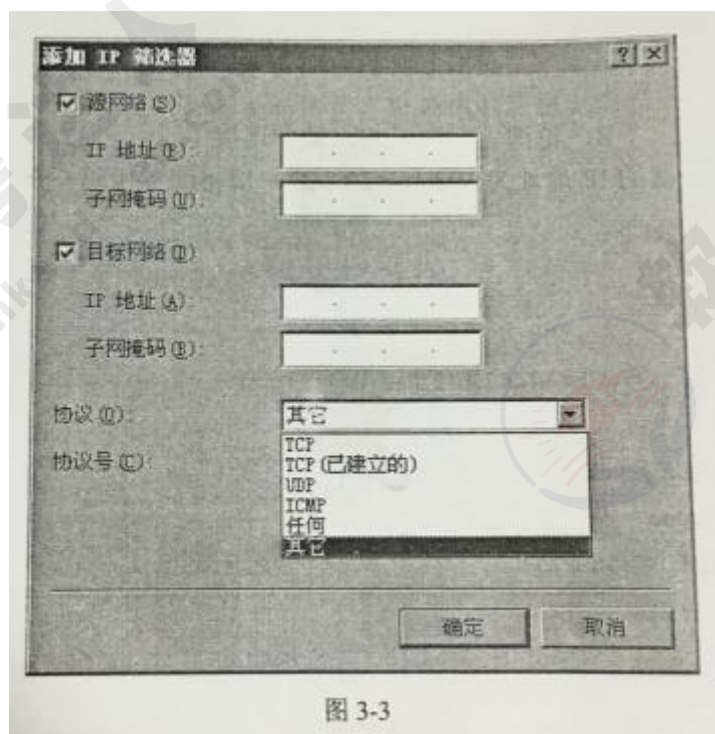 添加 IP 筛选器
源网络(S)
IP 地址(P):
子网掩码(U):
目标网络(D)
IP 地址(A):
子网掩码(B):
协议(O):
其它
TCP
TCP(已建立的)
UDP
ICMP
任何
其它
协议号(C):
确定
取消
图 3-3